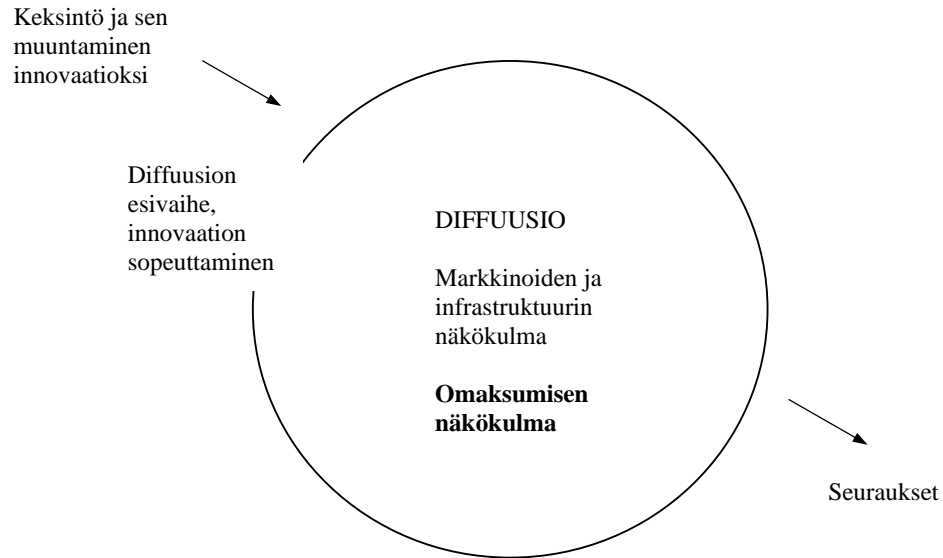 Keksintö ja sen
muuntaminen
innovaatioksi
Diffuusion
esivaihe,
innovaation
sopeuttaminen
DIFFUUSIO
Markkinoiden ja
infrastruktuurin
näkökulma
Omaksumisen
näkökulma
Seuraukset